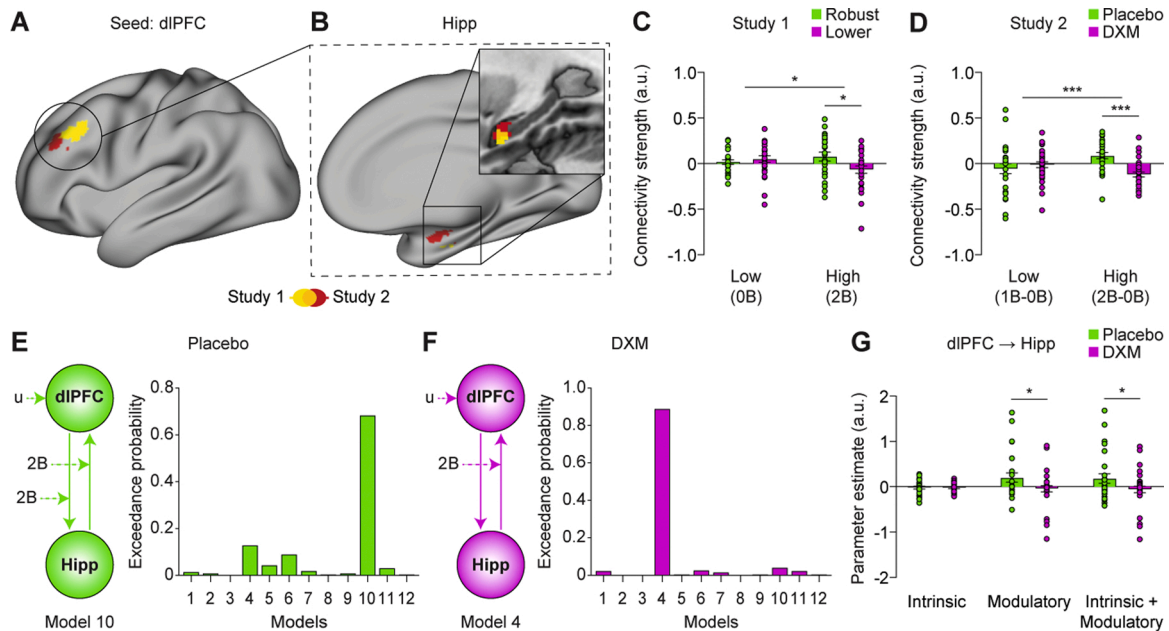 A
Seed: dlPFC
B
Hipp
Study 1
Study 2
C
Study 1
Robust
Lower
Connectivity strength (a.u.)
1.0
0.5
0
-0.5
-1.0
*
*
Low
(0B)
High
(2B)
D
Study 2
Placebo
DXM
Connectivity strength (a.u.)
1.0
0.5
0
-0.5
-1.0
***
***
Low
(1B-0B)
High
(2B-0B)
E
Placebo
u
dlPFC
2B
2B
Hipp
Model 10
Exceedance probability
0.8
0.6
0.4
0.2
0
1 2 3 4 5 6 7 8 9 10 11 12
Models
F
DXM
u
dlPFC
2B
Hipp
Model 4
Exceedance probability
1.0
0.8
0.6
0.4
0.2
0
1 2 3 4 5 6 7 8 9 10 11 12
Models
G
dlPFC → Hipp
Placebo
DXM
Parameter estimate (a.u.)
2
1
0
-1
-2
*
*
Intrinsic
Modulatory
Intrinsic +
Modulatory